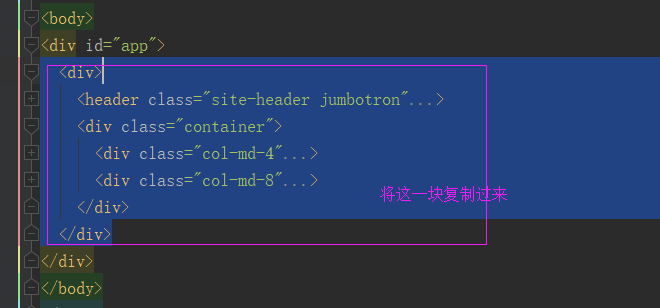 <body>
<div id="app">
<div>
<header class="site-header jumbotron"...>
<div class="container">
<div class="col-md-4"...>
<div class="col-md-8"...>
将这一块复制过来
</div>
</div>
</div>
</body>